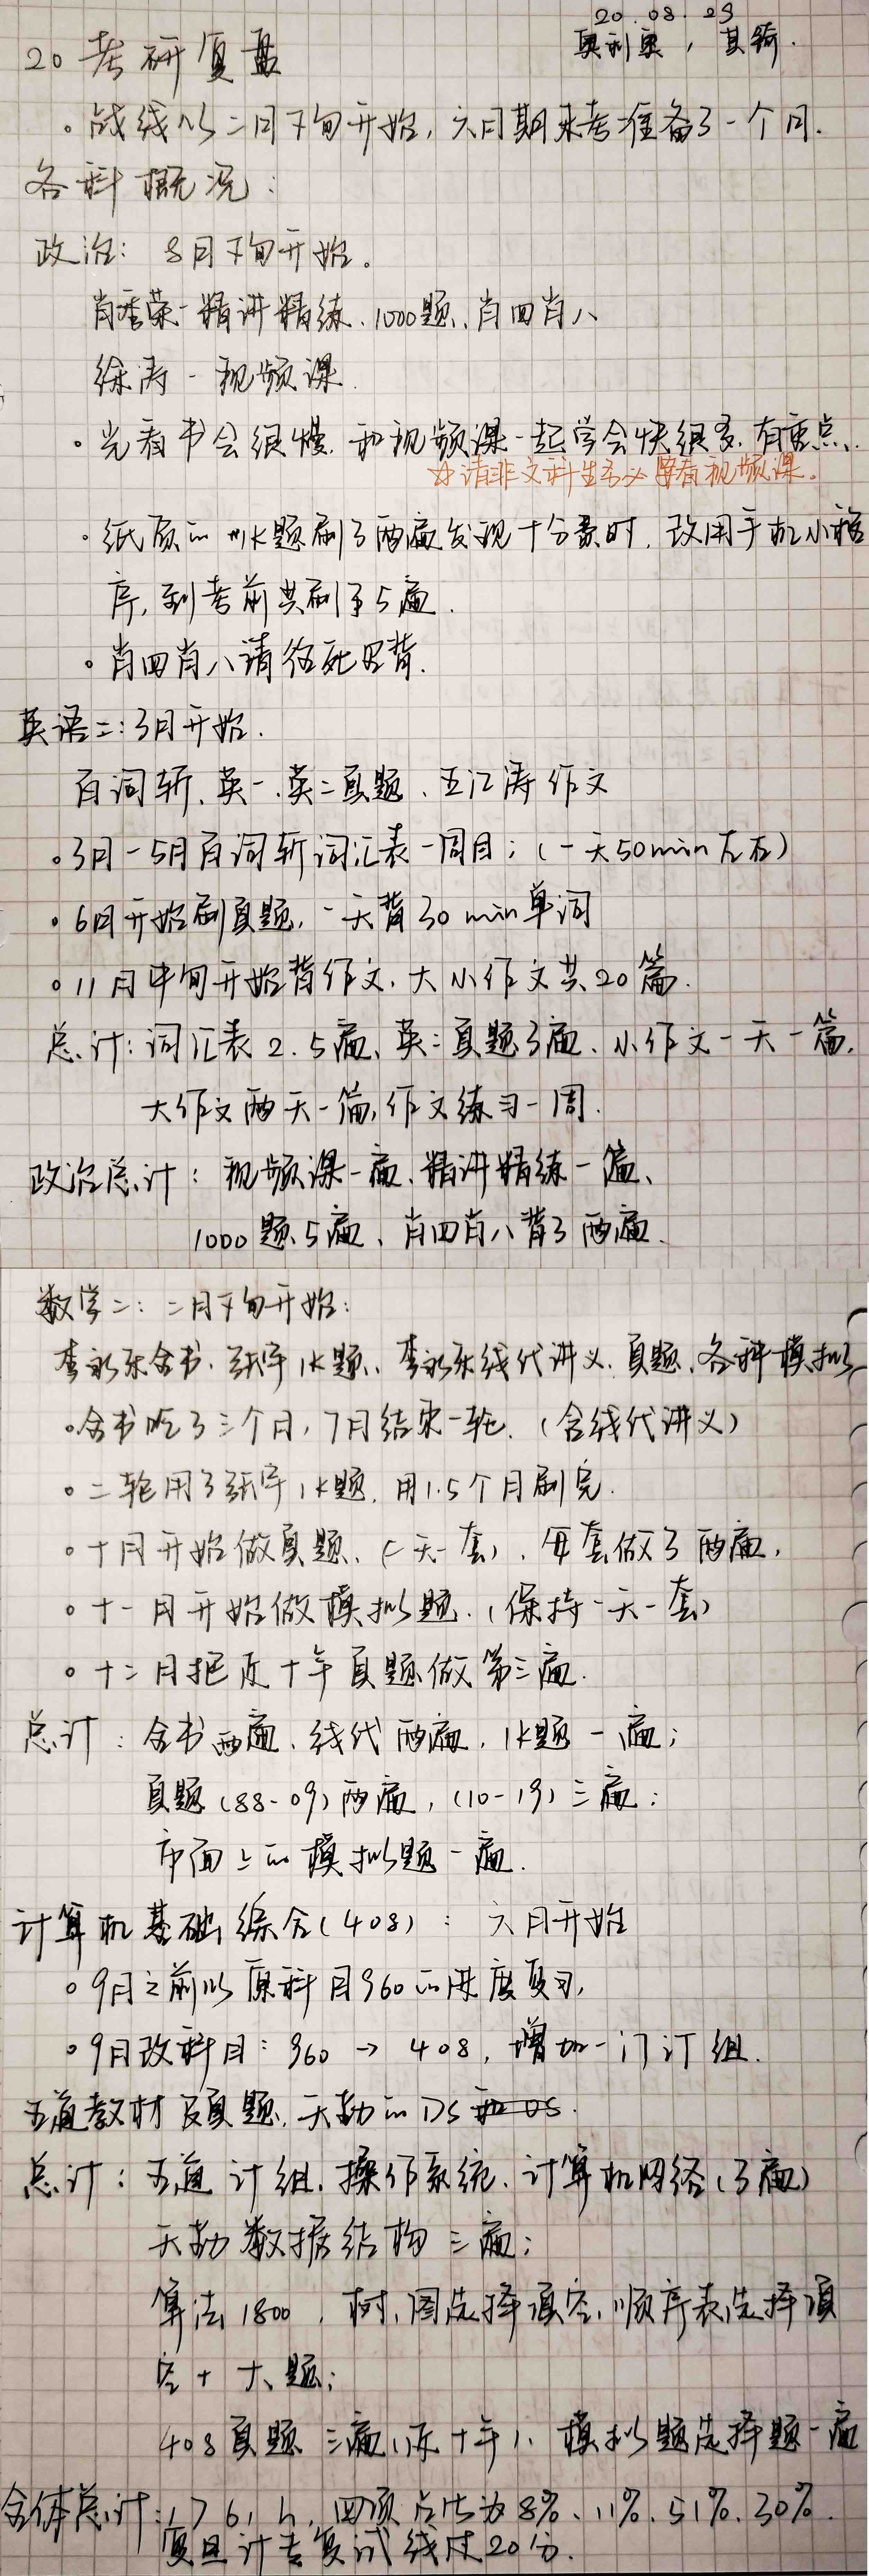 20.08.29
20考研复盘
奥利奥,其锜.
。战线从二月下旬开始,六月期末考准备了一个月.
各科概况:
政治: 8月下旬开始。
肖秀荣-精讲精练、1000题、肖四肖八
徐涛-视频课.
·光看书会很慢,和视频课一起学会快很多,有重点.
☆请非文科生务必要看视频课。
·纸质的1K题刷了两遍发现十分素时,改用手机小程
序,到考前共刷了5遍.
。肖四肖八请往死里背.
英语二:3月开始.
百词斩、英一、英二真题、王江涛作文
。3月-5月百词斩词汇表一周目;(一天50min左右)
。6月开始刷真题,一天背30min单词
。11月中旬开始背作文,大小作文共20篇.
总计:词汇表2.5遍、英二真题3遍、小作文一天一篇,
大作文两天一篇,作文练习一周.
政治总计:视频课一遍、精讲精练一遍、
1000题5遍、肖四肖八背了两遍.
数学二:二月下旬开始:
李永乐全书、张宇1K题、李永乐线代讲义、真题、各种模拟
。全书吃了三个月,7月结束一轮.(含线代讲义)
。二轮用了张宇1K题,用1.5个月刷完.
。十月开始做真题、(一天一套),每套做了两遍,
。十一月开始做模拟题.(保持一天一套)
。十二月把近十年真题做第三遍.
总计:全书两遍、线代两遍,1K题一遍;
真题(88-09)两遍,(10-19)三遍;
市面上的模拟题一遍.
计算机基础综合(408):六月开始
。9月之前以原科目960的进度复习,
。9月改科目:960→408,增加一门计组.
王道教材及真题,天勤的DS和OS.
总计:王道计组、操作系统、计算机网络(3遍)
天勤数据结构三遍;
算法1800,树、图选择填空、顺序表选择填
空+大题;
408真题三遍(近十年)、模拟题选择题一遍
全体总计:1761h,四项占比为8%、11%、51%、30%.
复旦计专复试线过20分.